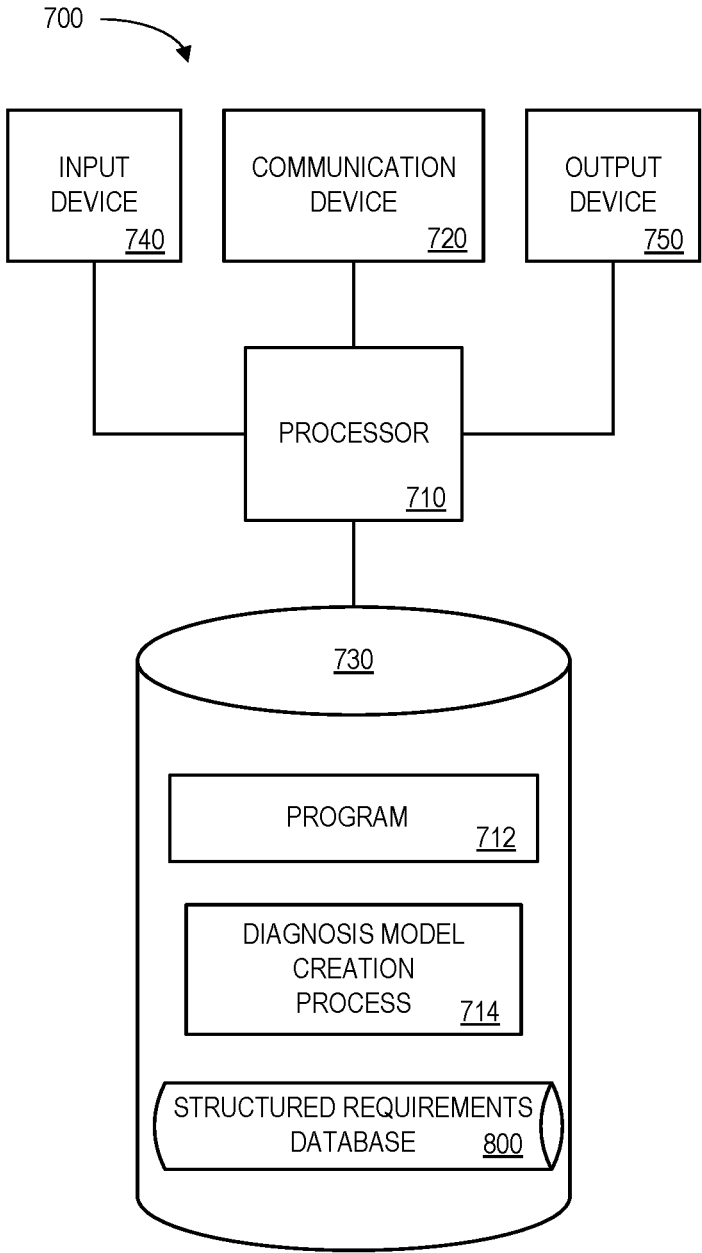 700
INPUT
DEVICE
740
COMMUNICATION
DEVICE
720
OUTPUT
DEVICE
750
PROCESSOR
710
730
PROGRAM
712
DIAGNOSIS MODEL
CREATION
PROCESS
714
STRUCTURED REQUIREMENTS
DATABASE 800